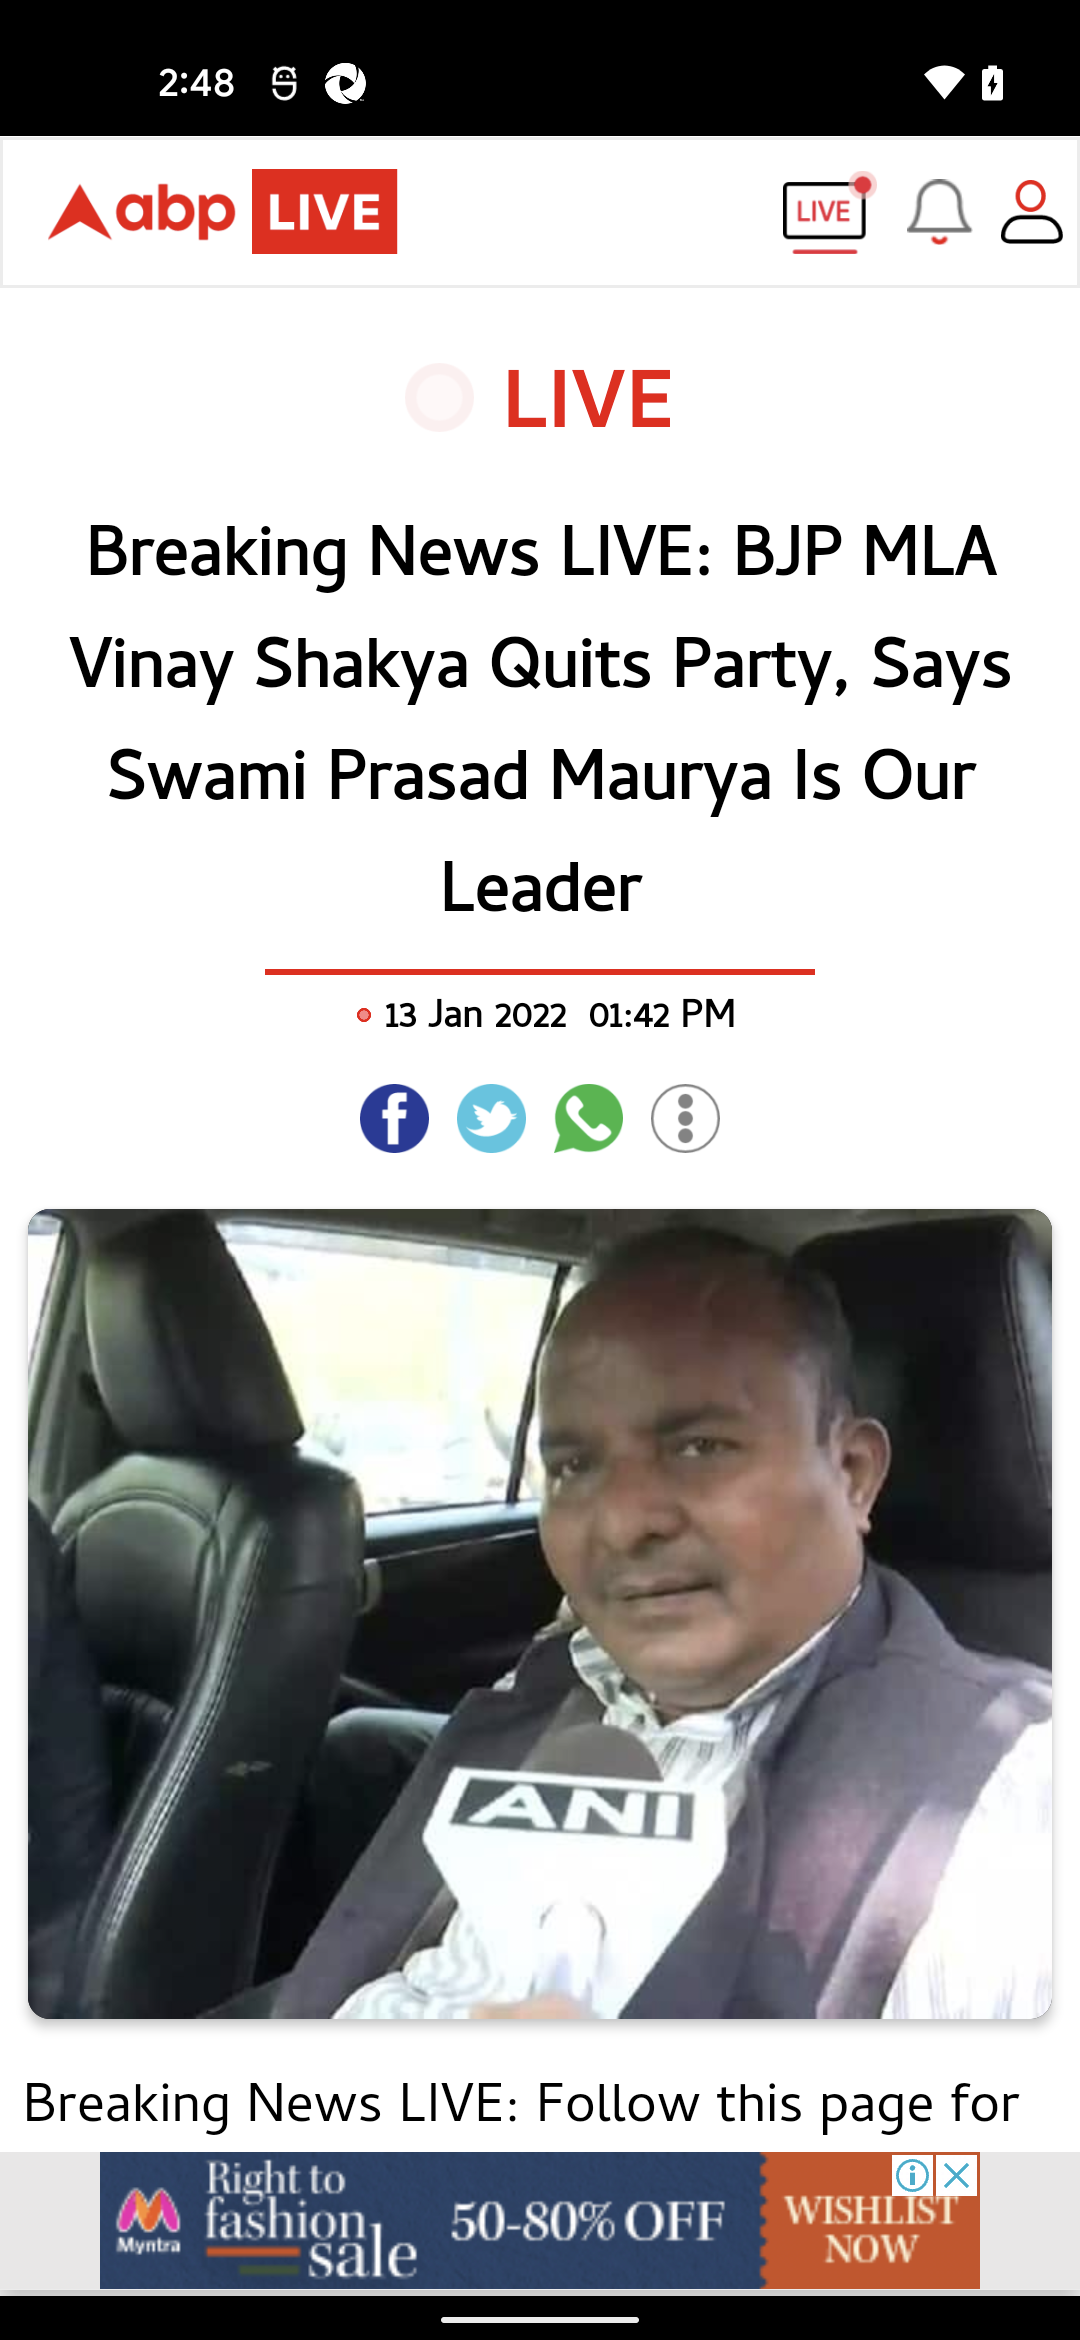 2:48
abp LIVE
LIVE
LIVE
Breaking News LIVE: BJP MLA
Vinay Shakya Quits Party, Says
Swami Prasad Maurya Is Our
Leader
13 Jan 2022 01:42 PM
ANI
Breaking News LIVE: Follow this page for
Myntra
Right to
fashion
sale
50-80% OFF
WISHLIST
NOW